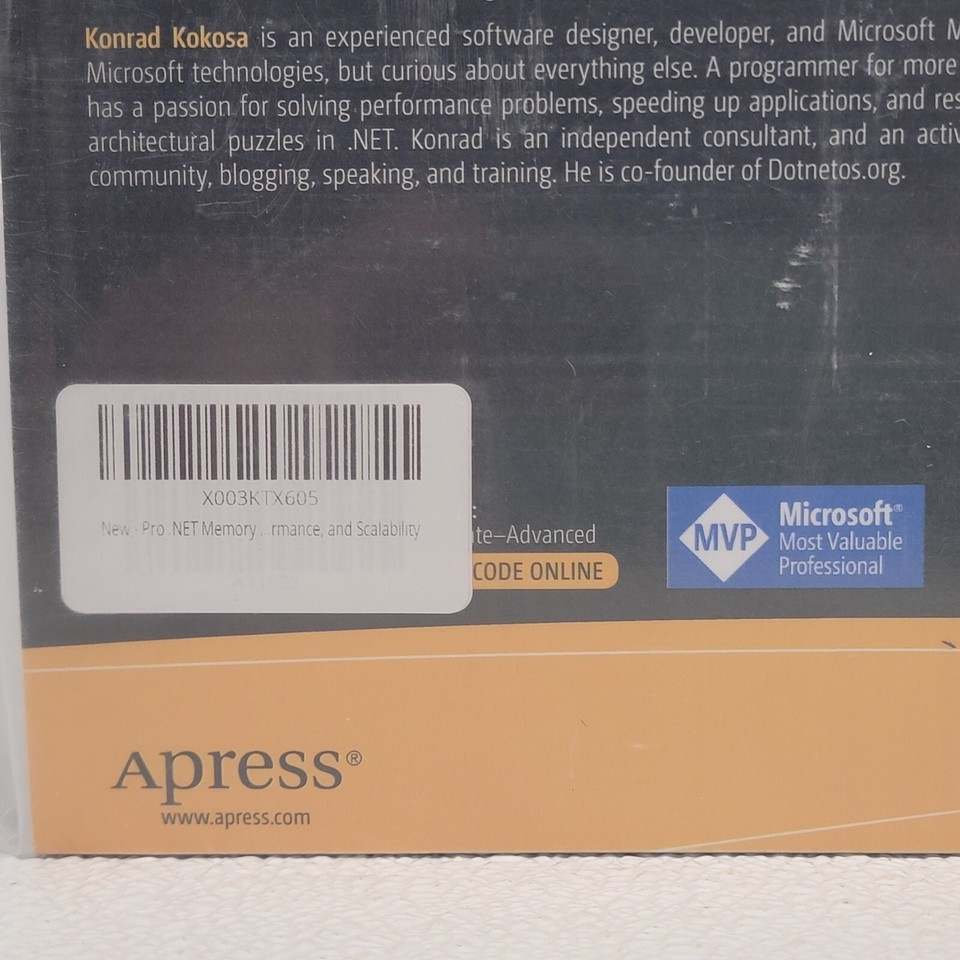 Konrad Kokosa is an experienced software designer, developer, and Microsoft M
Microsoft technologies, but curious about everything else. A programmer for more
has a passion for solving performance problems, speeding up applications, and res
architectural puzzles in .NET. Konrad is an independent consultant, and an activ
community, blogging, speaking, and training. He is co-founder of Dotnetos.org.
X003KTX605
New - Pro .NET Memory ... rmance, and Scalability
:
te–Advanced
CODE ONLINE
MVP
Microsoft®
Most Valuable
Professional
Apress®
www.apress.com